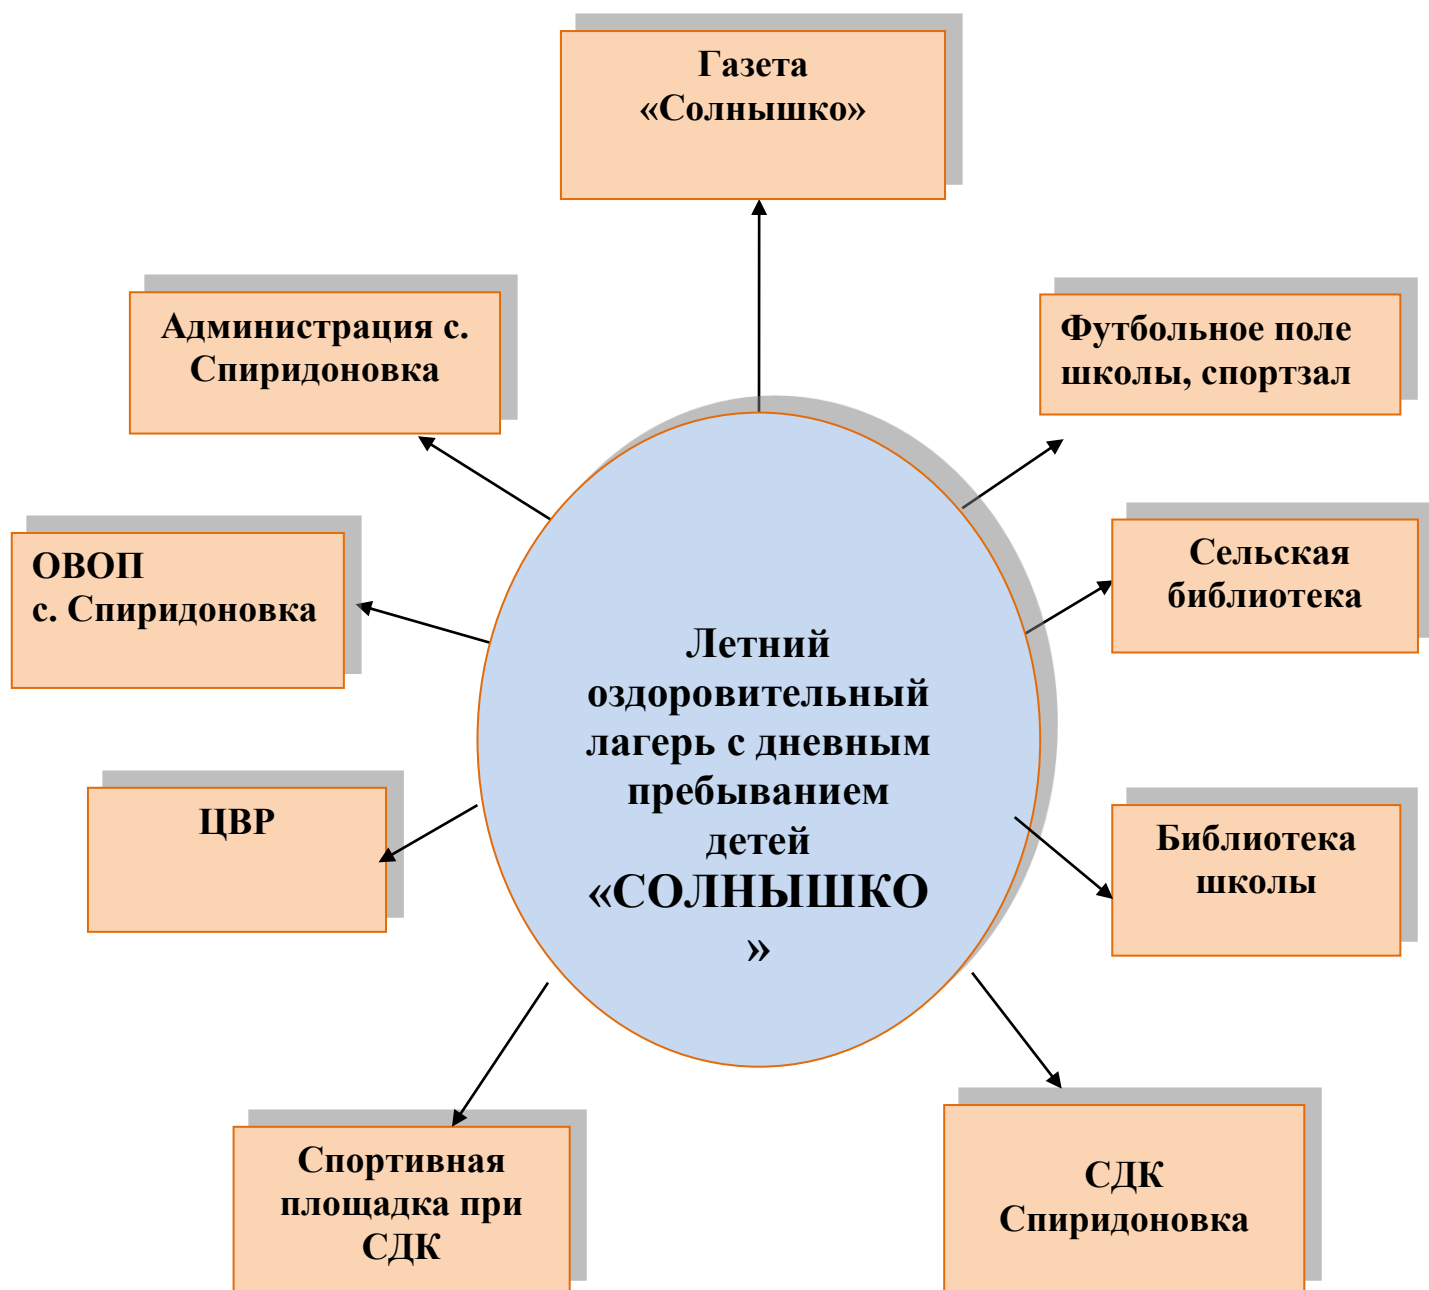 Газета
«Солнышко»
Администрация с.
Спиридоновка
Футбольное поле
школы, спортзал
ОВОП
с. Спиридоновка
Сельская
библиотека
Летний
оздоровительный
лагерь с дневным
пребыванием
детей
«СОЛНЫШКО
»
ЦВР
Библиотека
школы
Спортивная
площадка при
СДК
СДК
Спиридоновка